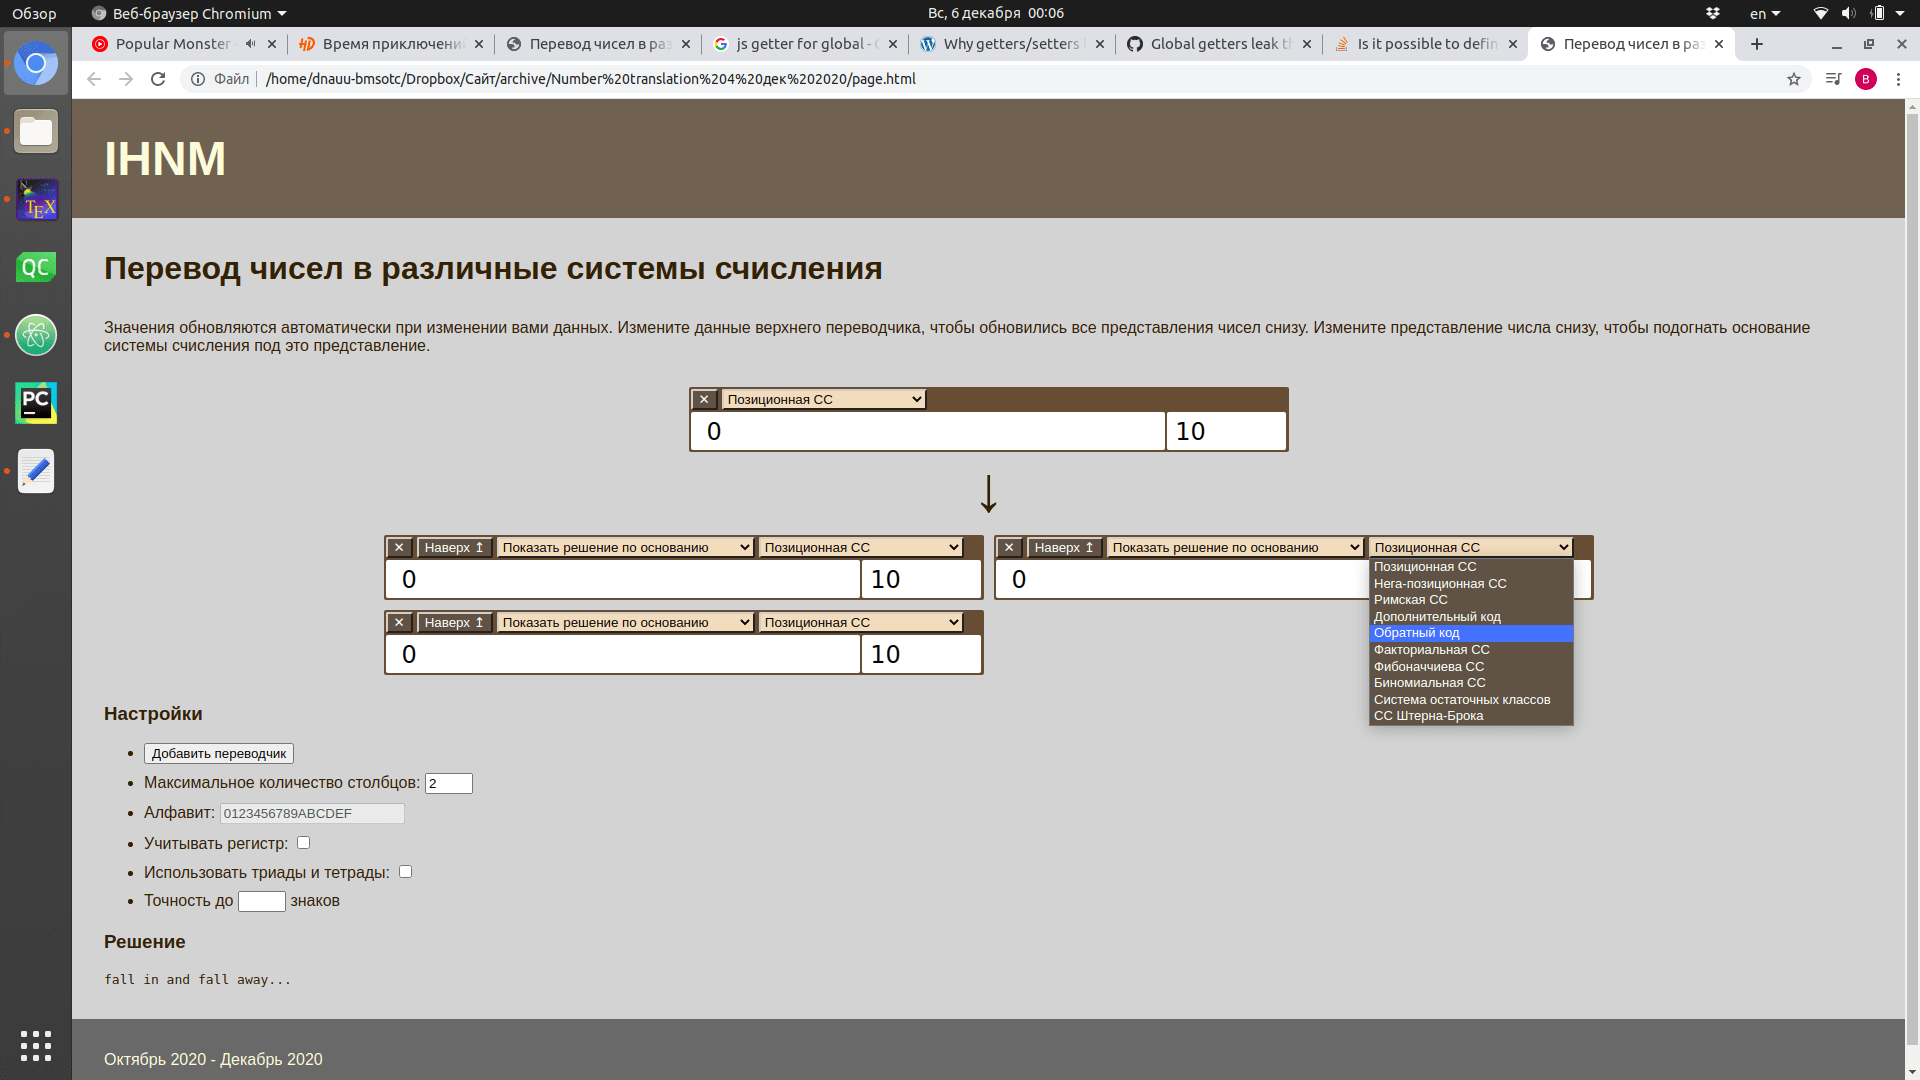 Обзор
Веб-браузер Chromium
Вс, 6 декабря 00:06
en
Popular Monster
Время приключени
Перевод чисел в ра
js getter for global -
Why getters/setters
Global getters leak th
Is it possible to defin
Перевод чисел в ра
Файл
/home/dnauu-bmsotc/Dropbox/Сайт/archive/Number%20translation%204%20дек%202020/page.html
B
IHNM
Перевод чисел в различные системы счисления
Значения обновляются автоматически при изменении вами данных. Измените данные верхнего переводчика, чтобы обновились все представления чисел снизу. Измените представление числа снизу, чтобы подогнать основание
системы счисления под это представление.
✕ Позиционная СС
0 10
↓
✕ Наверх ↥ Показать решение по основанию Позиционная СС
0 10
✕ Наверх ↥ Показать решение по основанию Позиционная СС
0
Позиционная СС
Нега-позиционная СС
Римская СС
Дополнительный код
Обратный код
Факториальная СС
Фибоначчиева СС
Биномиальная СС
Система остаточных классов
СС Штерна-Брока
✕ Наверх ↥ Показать решение по основанию Позиционная СС
0 10
Настройки
• Добавить переводчик
• Максимальное количество столбцов: 2
• Алфавит: 0123456789ABCDEF
• Учитывать регистр:
• Использовать триады и тетрады:
• Точность до знаков
Решение
fall in and fall away...
Октябрь 2020 - Декабрь 2020
QC
TEX
PC